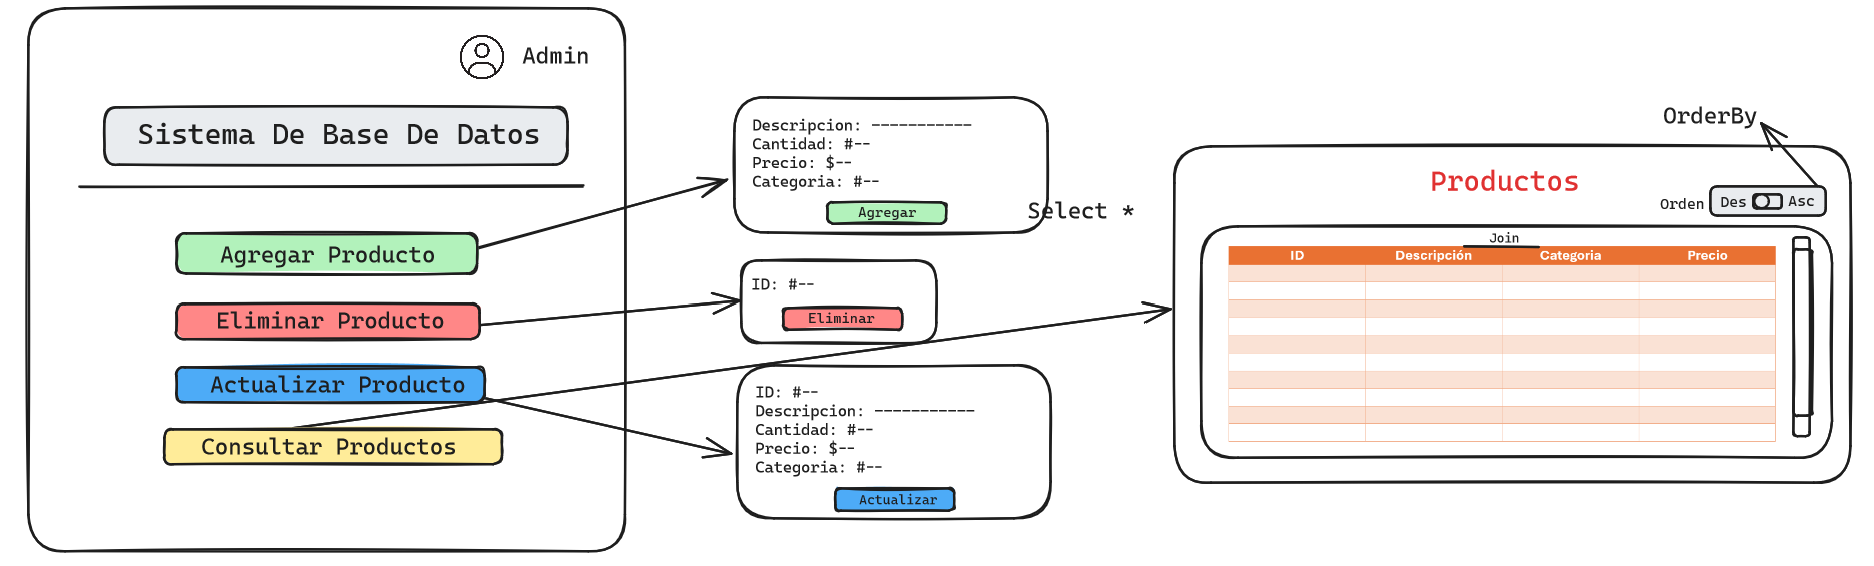 Admin
Sistema De Base De Datos
Agregar Producto
Eliminar Producto
Actualizar Producto
Consultar Productos
Descripcion: -----------
Cantidad: #--
Precio: $--
Categoria: #--
Agregar
Select *
ID: #--
Eliminar
ID: #--
Descripcion: -----------
Cantidad: #--
Precio: $--
Categoria: #--
Actualizar
OrderBy
Productos
Orden Des Asc
Join
ID Descripción Categoria Precio